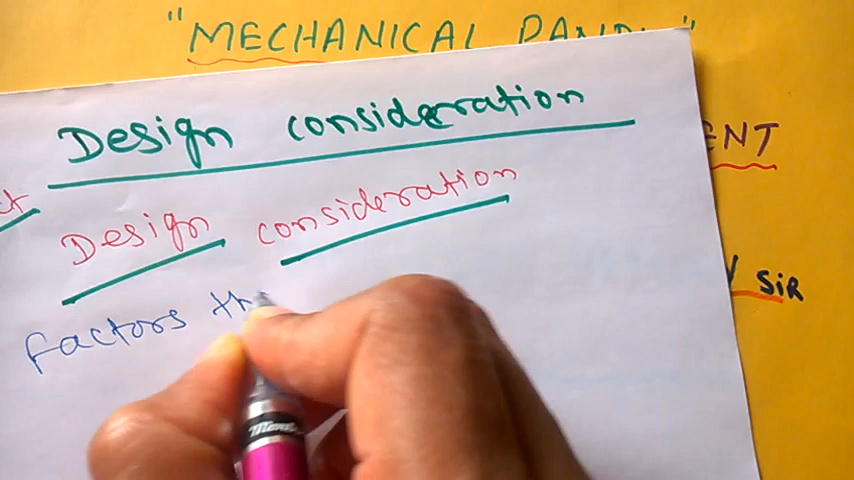 "MECHANICAL
ENT
SIR
Design consideration
Design consideration
Factors th